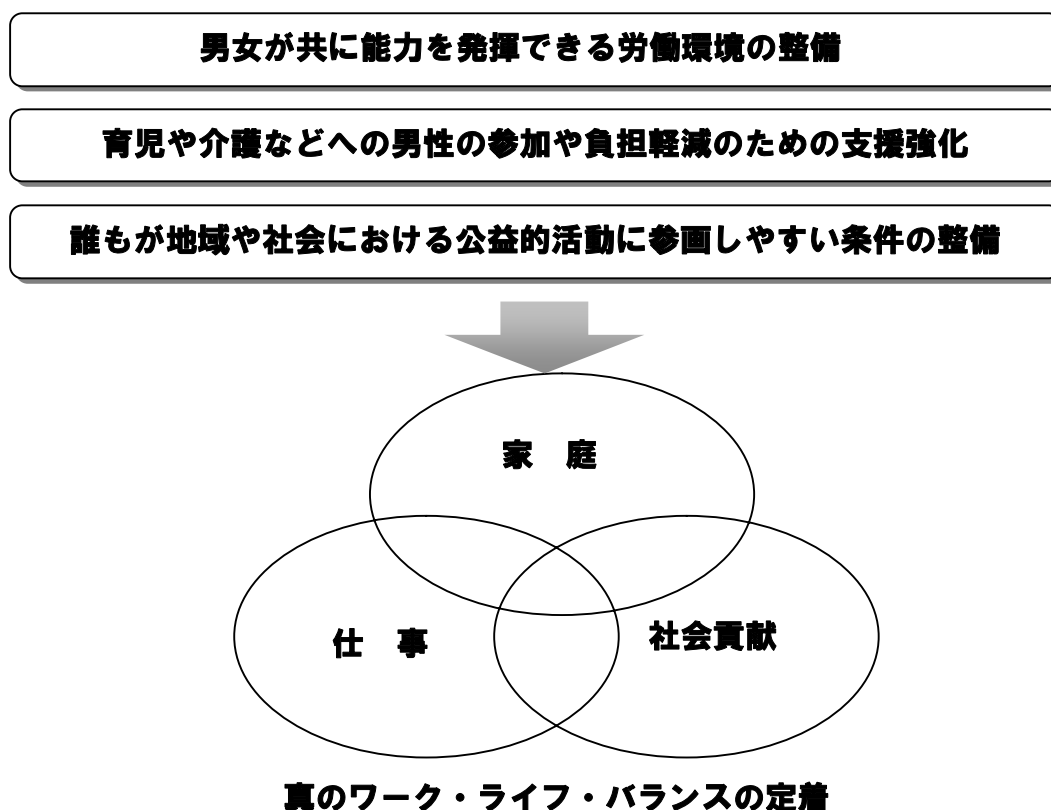 男女が共に能力を発揮できる労働環境の整備
育児や介護などへの男性の参加や負担軽減のための支援強化
誰もが地域や社会における公益的活動に参画しやすい条件の整備
家　庭
仕　事
社会貢献
真のワーク・ライフ・バランスの定着